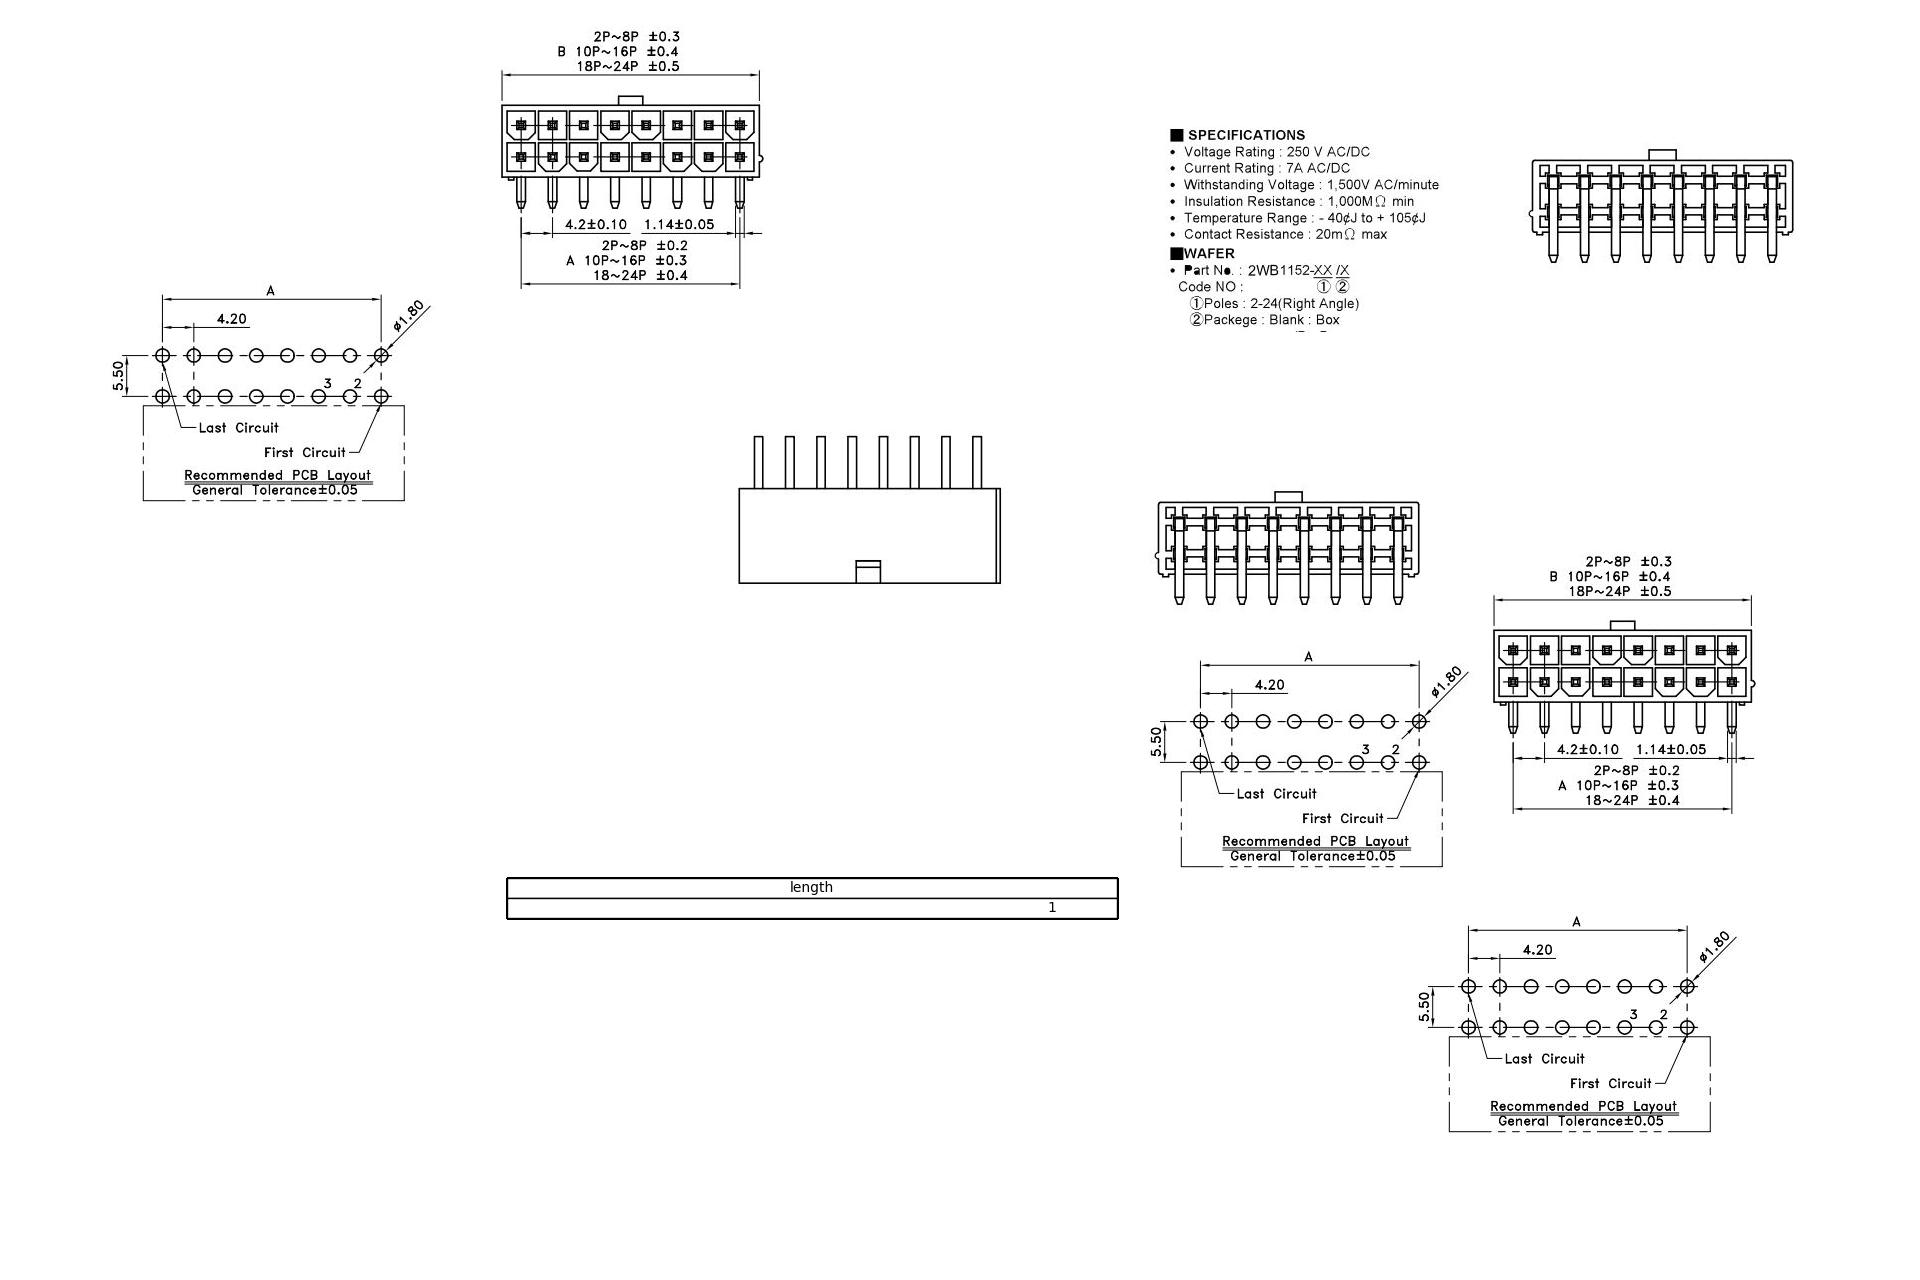 2P~8P ±0.3
B 10P~16P ±0.4
18P~24P ±0.5
4.2±0.10 1.14±0.05
2P~8P ±0.2
A 10P~16P ±0.3
18~24P ±0.4
■ SPECIFICATIONS
• Voltage Rating : 250 V AC/DC
• Current Rating : 7A AC/DC
• Withstanding Voltage : 1,500V AC/minute
• Insulation Resistance : 1,000MΩ min
• Temperature Range : - 40¢J to + 105¢J
• Contact Resistance : 20mΩ max
■WAFER
• Part No. : 2WB1152-XX /X
Code NO : ① ②
①Poles : 2-24(Right Angle)
②Packege : Blank : Box
A
4.20
ø1.80
5.50
3 2
Last Circuit
First Circuit
Recommended PCB Layout
General Tolerance±0.05
2P~8P ±0.3
B 10P~16P ±0.4
18P~24P ±0.5
4.2±0.10 1.14±0.05
2P~8P ±0.2
A 10P~16P ±0.3
18~24P ±0.4
A
4.20
ø1.80
5.50
3 2
Last Circuit
First Circuit
Recommended PCB Layout
General Tolerance±0.05
length
1
A
4.20
ø1.80
5.50
3 2
Last Circuit
First Circuit
Recommended PCB Layout
General Tolerance±0.05